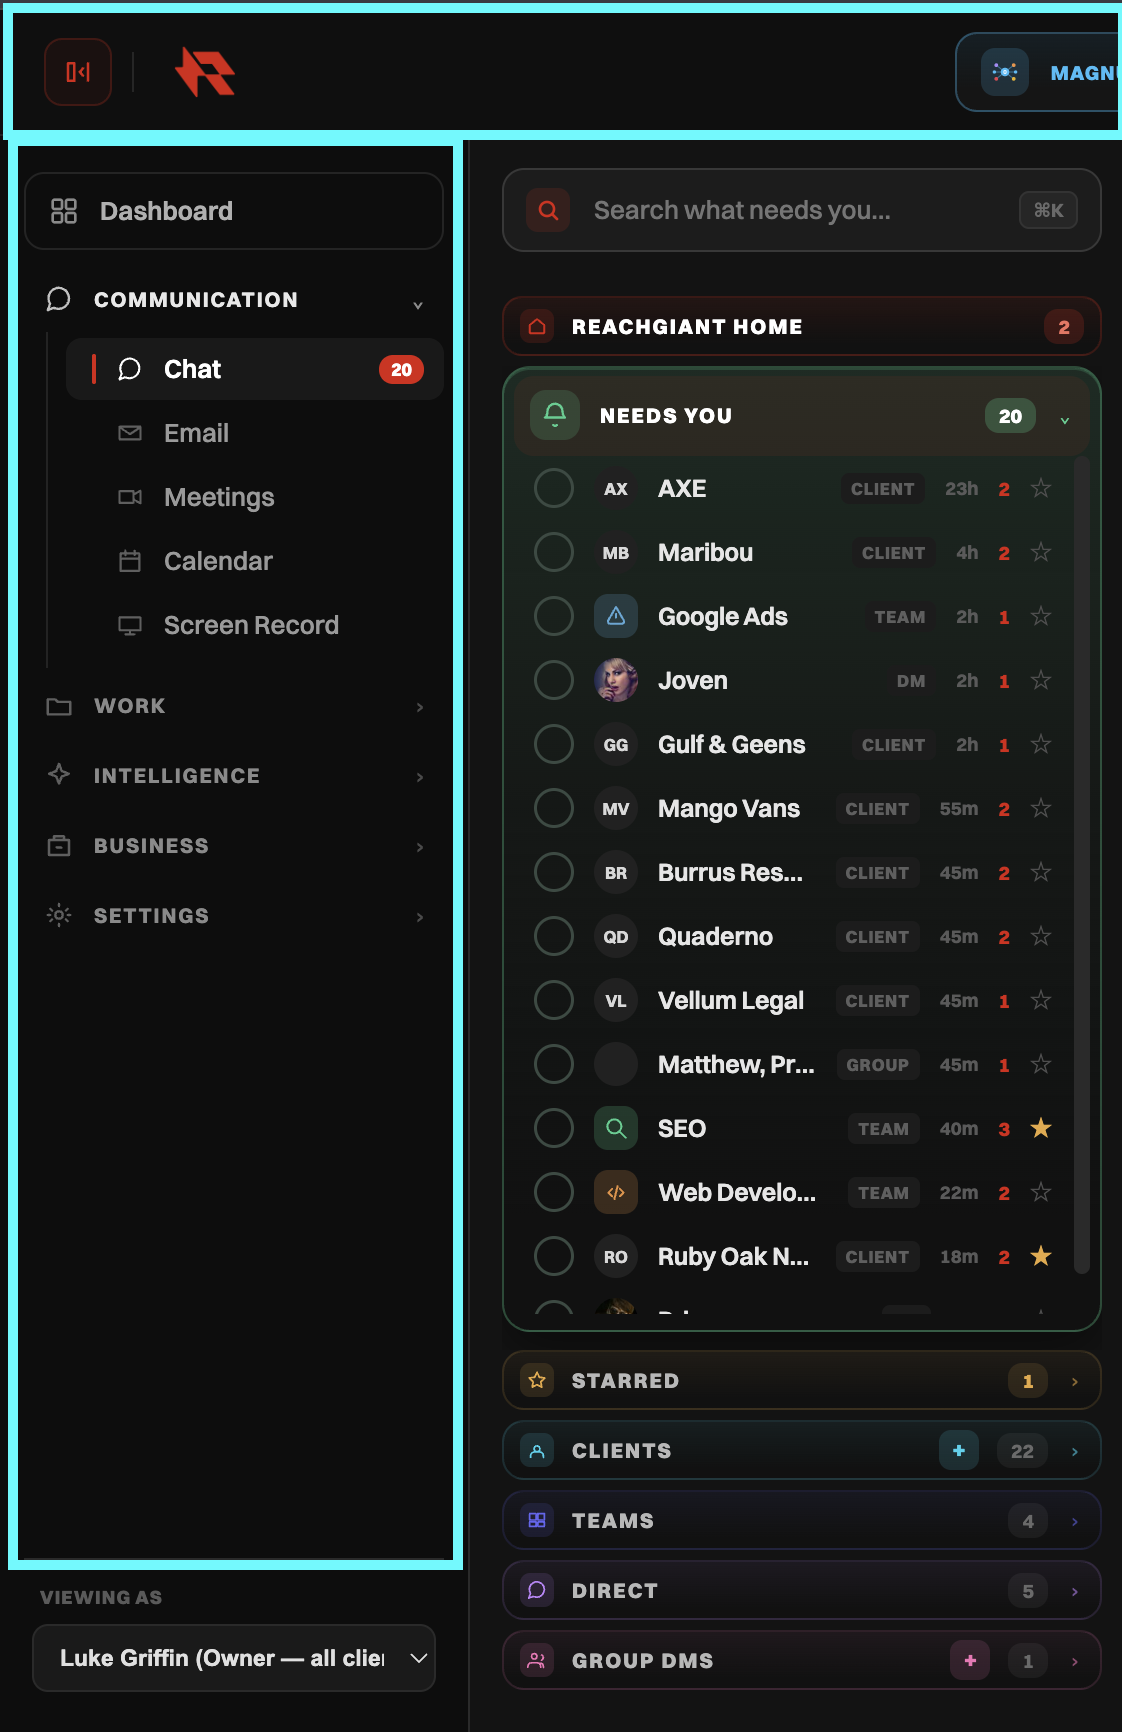 MAGN
Dashboard
COMMUNICATION
Chat 20
Email
Meetings
Calendar
Screen Record
WORK
INTELLIGENCE
BUSINESS
SETTINGS
VIEWING AS
Luke Griffin (Owner — all clie
Search what needs you... ⌘K
REACHGIANT HOME 2
NEEDS YOU 20
AX AXE CLIENT 23h 2
MB Maribou CLIENT 4h 2
Google Ads TEAM 2h 1
Joven DM 2h 1
GG Gulf & Geens CLIENT 2h 1
MV Mango Vans CLIENT 55m 2
BR Burrus Res... CLIENT 45m 2
QD Quaderno CLIENT 45m 2
VL Vellum Legal CLIENT 45m 1
Matthew, Pr... GROUP 45m 1
SEO TEAM 40m 3
Web Develo... TEAM 22m 2
RO Ruby Oak N... CLIENT 18m 2
STARRED 1
CLIENTS + 22
TEAMS 4
DIRECT 5
GROUP DMS + 1